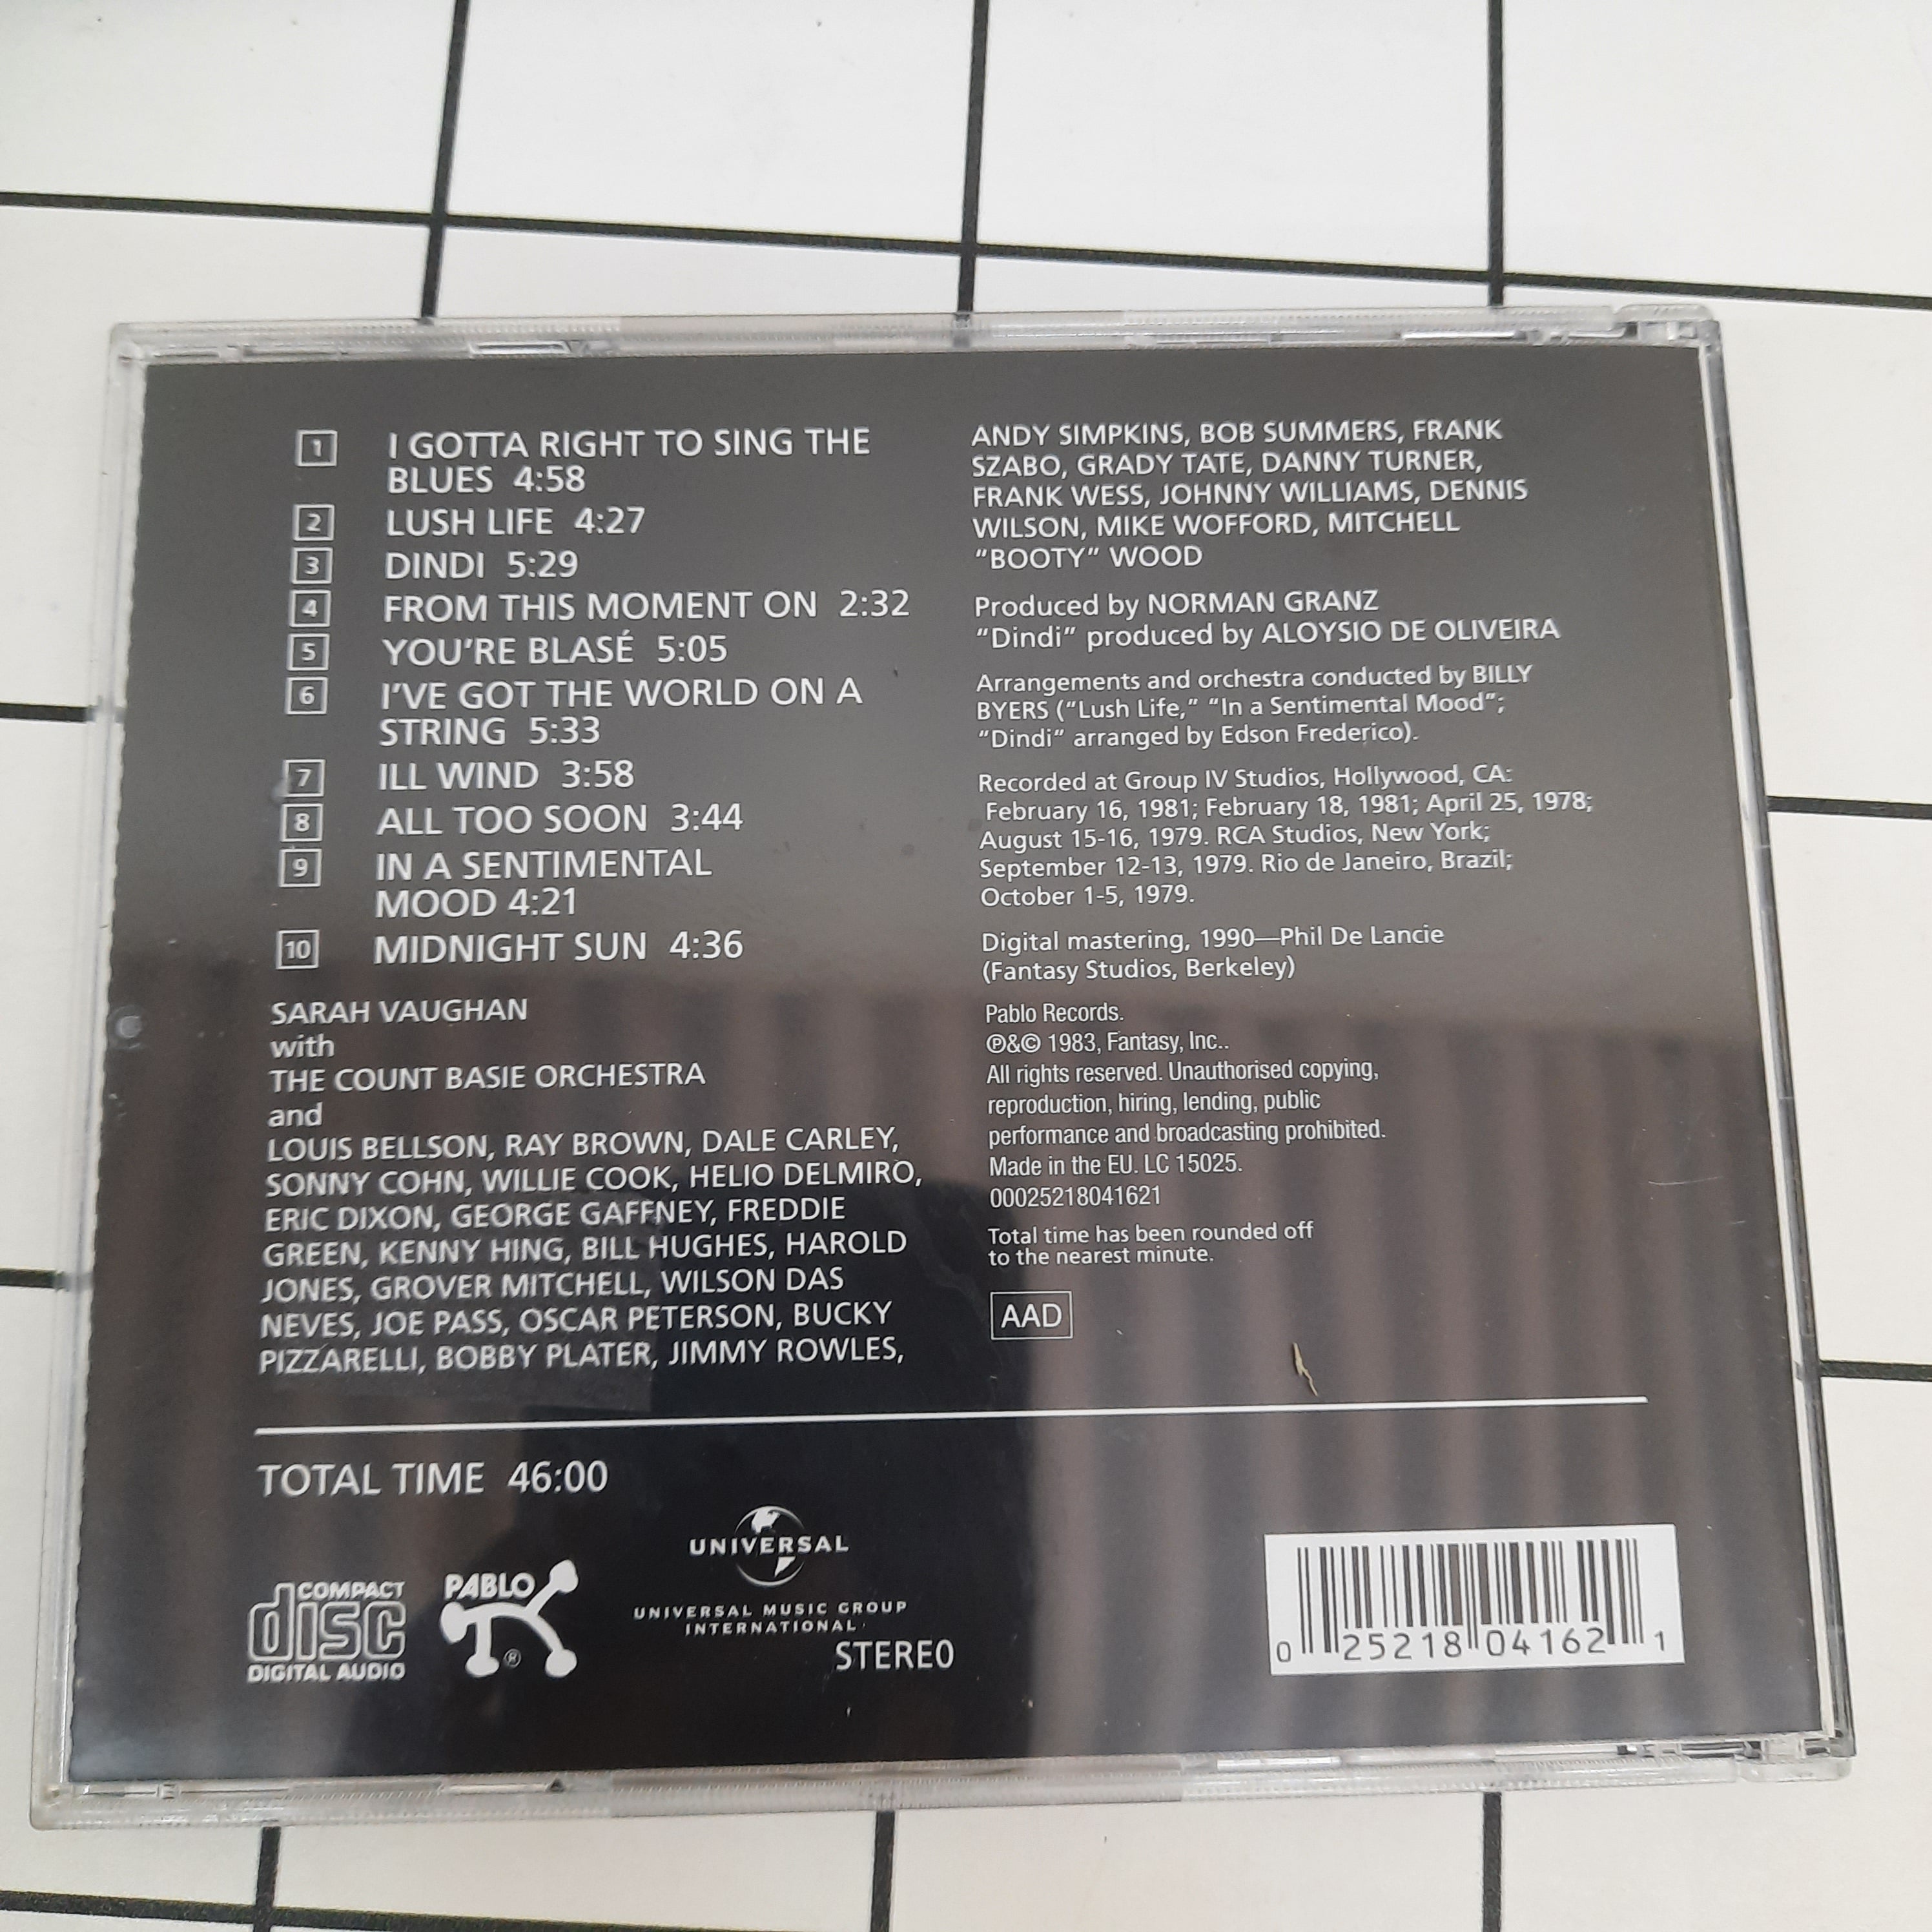 1 I GOTTA RIGHT TO SING THE
BLUES 4:58
2 LUSH LIFE 4:27
3 DINDI 5:29
4 FROM THIS MOMENT ON 2:32
5 YOU'RE BLASÉ 5:05
6 I'VE GOT THE WORLD ON A
STRING 5:33
7 ILL WIND 3:58
8 ALL TOO SOON 3:44
9 IN A SENTIMENTAL
MOOD 4:21
10 MIDNIGHT SUN 4:36
SARAH VAUGHAN
with
THE COUNT BASIE ORCHESTRA
and
LOUIS BELLSON, RAY BROWN, DALE CARLEY,
SONNY COHN, WILLIE COOK, HELIO DELMIRO,
ERIC DIXON, GEORGE GAFFNEY, FREDDIE
GREEN, KENNY HING, BILL HUGHES, HAROLD
JONES, GROVER MITCHELL, WILSON DAS
NEVES, JOE PASS, OSCAR PETERSON, BUCKY
PIZZARELLI, BOBBY PLATER, JIMMY ROWLES,
ANDY SIMPKINS, BOB SUMMERS, FRANK
SZABO, GRADY TATE, DANNY TURNER,
FRANK WESS, JOHNNY WILLIAMS, DENNIS
WILSON, MIKE WOFFORD, MITCHELL
“BOOTY” WOOD
Produced by NORMAN GRANZ
“Dindi” produced by ALOYSIO DE OLIVEIRA
Arrangements and orchestra conducted by BILLY
BYERS (“Lush Life,” “In a Sentimental Mood”;
“Dindi” arranged by Edson Frederico).
Recorded at Group IV Studios, Hollywood, CA:
February 16, 1981; February 18, 1981; April 25, 1978;
August 15-16, 1979. RCA Studios, New York;
September 12-13, 1979. Rio de Janeiro, Brazil;
October 1-5, 1979.
Digital mastering, 1990—Phil De Lancie
(Fantasy Studios, Berkeley)
Pablo Records.
℗&© 1983, Fantasy, Inc..
All rights reserved. Unauthorised copying,
reproduction, hiring, lending, public
performance and broadcasting prohibited.
Made in the EU. LC 15025.
00025218041621
Total time has been rounded off
to the nearest minute.
AAD
TOTAL TIME 46:00
COMPACT
disc
DIGITAL AUDIO
PABLO
®
UNIVERSAL
UNIVERSAL MUSIC GROUP
INTERNATIONAL
STEREO
0 25218 04162 1